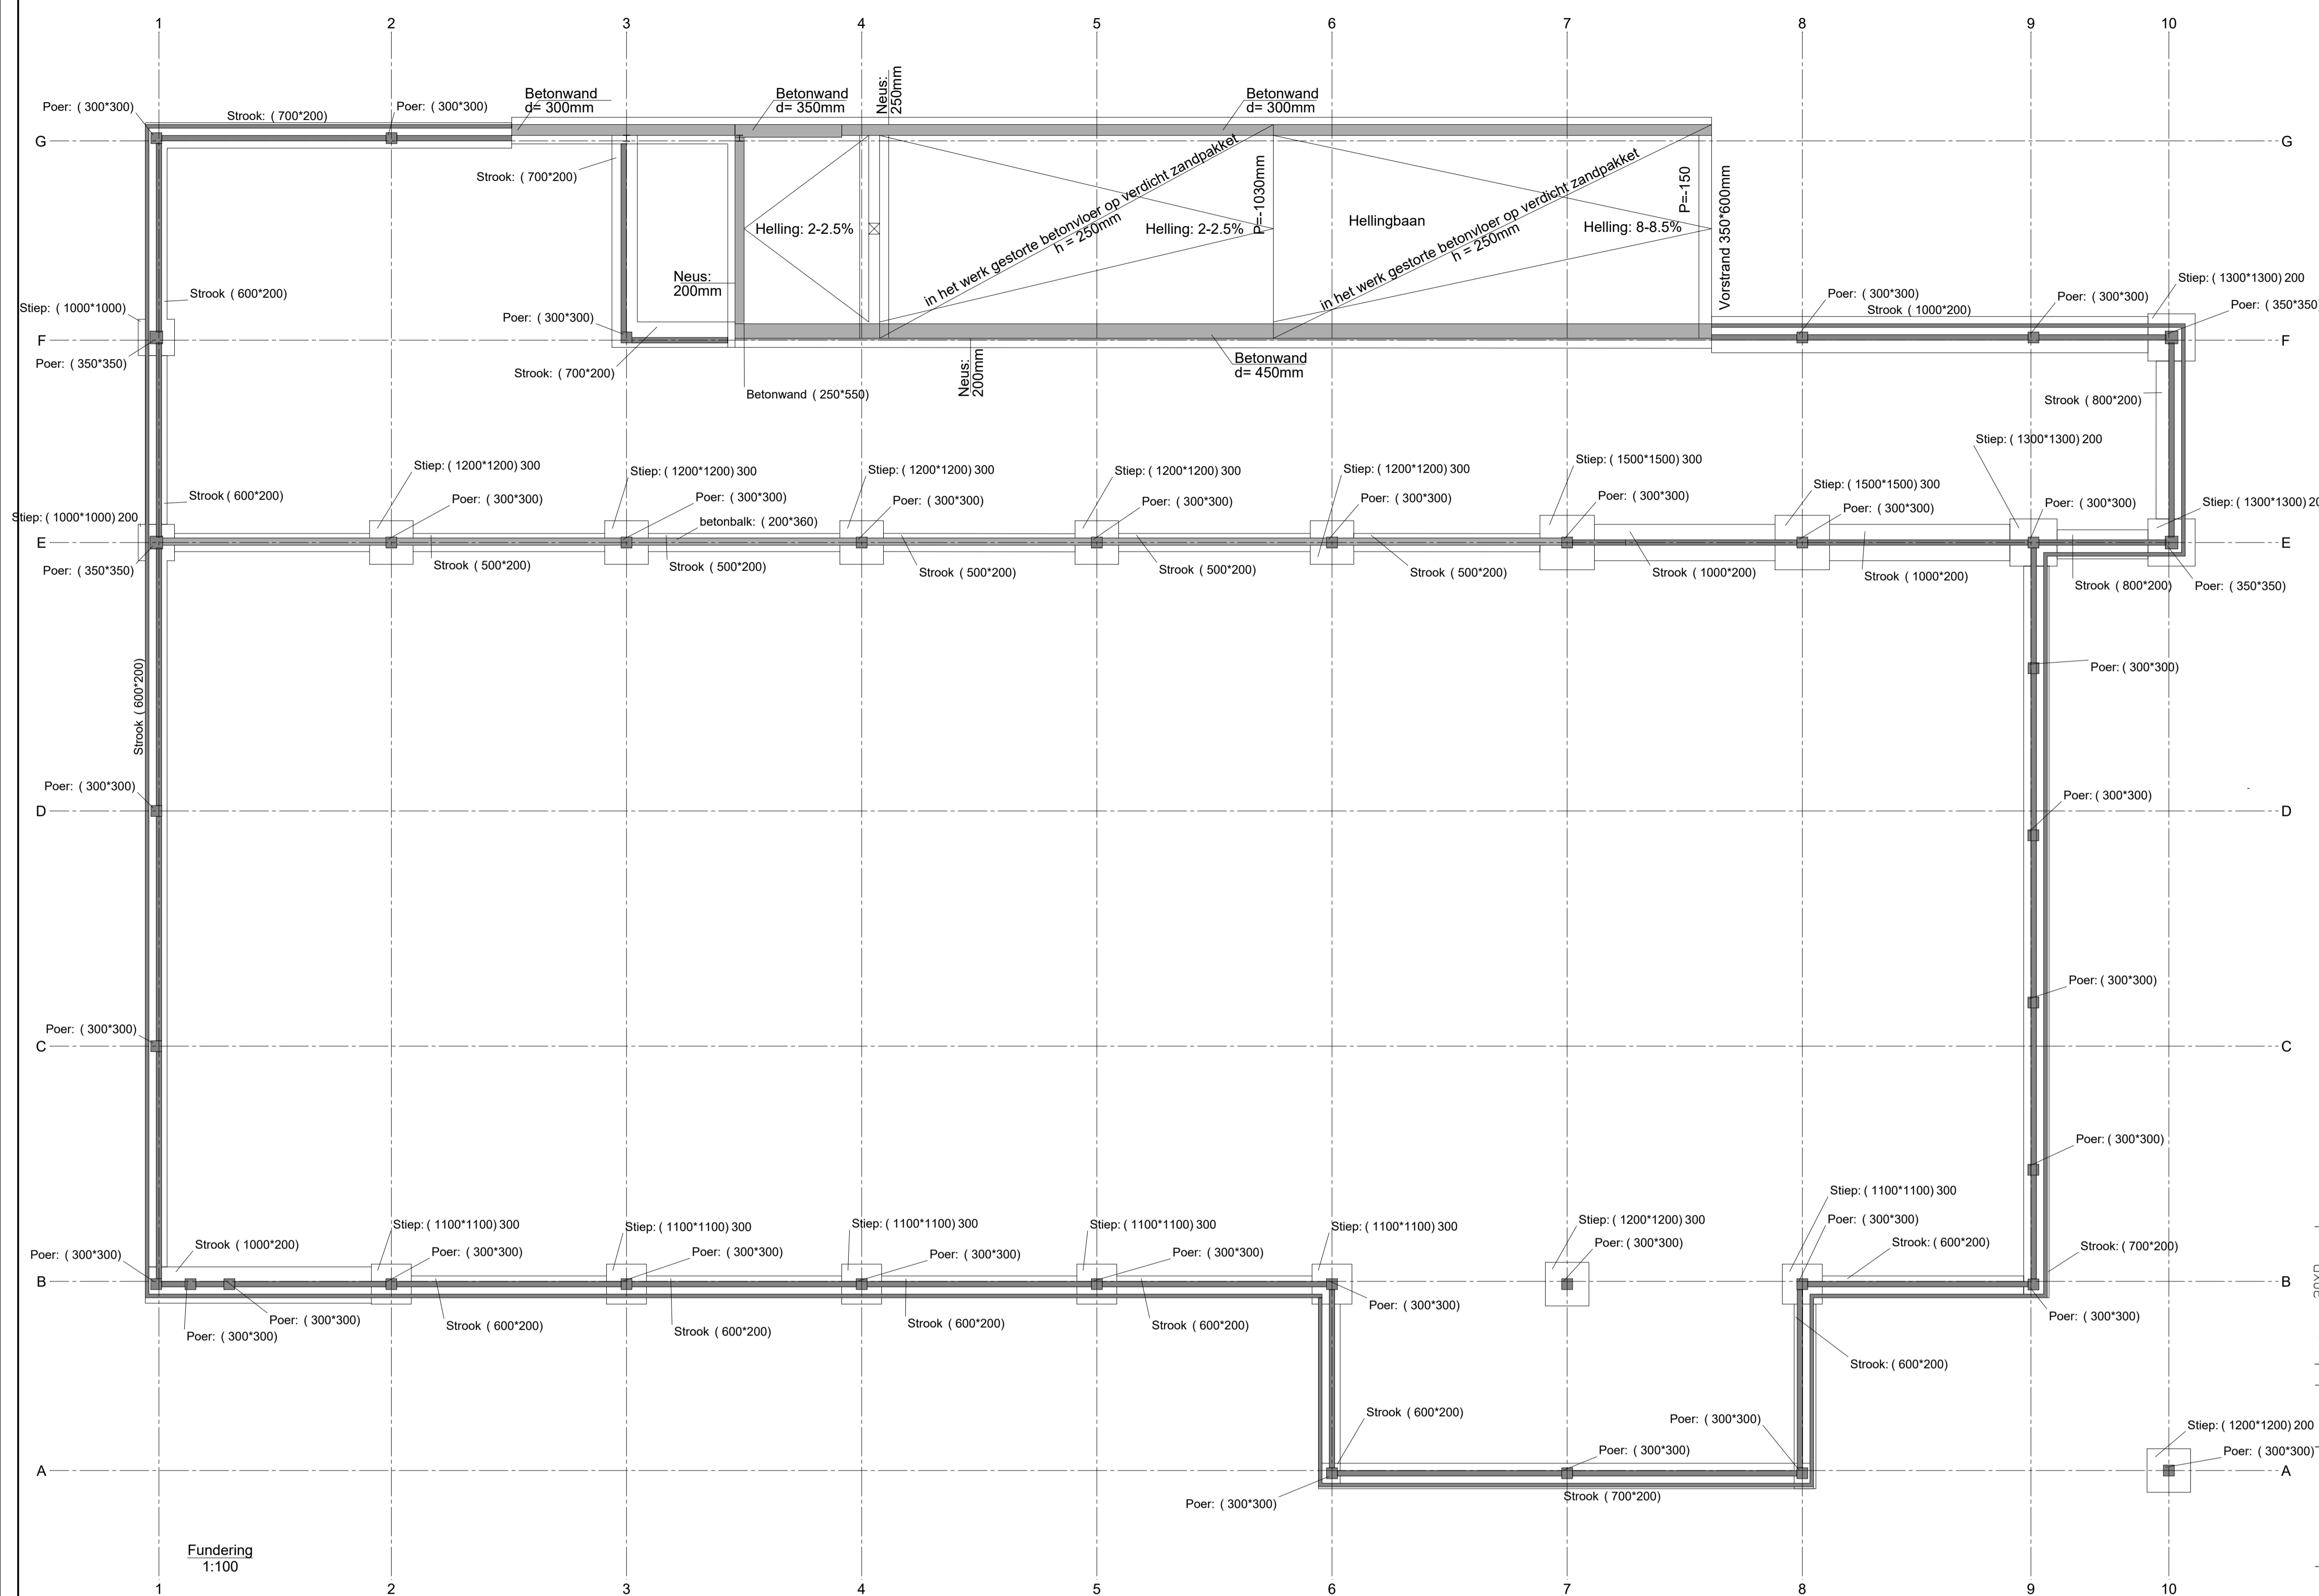 1 2 3 4 5 6 7 8 9 10
Betonwand
d= 300mm
Betonwand
d= 350mm
Neus:
250mm
Betonwand
d= 300mm
Poer: ( 300*300)
Strook: ( 700*200)
Poer: ( 300*300)
G
G
Strook: ( 700*200)
Helling: 2-2.5%
in het werk gestorte betonvloer op verdicht zandpakket
h = 250mm
Helling: 2-2.5%
P=-1030mm
Hellingbaan
in het werk gestorte betonvloer op verdicht zandpakket
h = 250mm
Helling: 8-8.5%
P=-150
Vorstrand 350*600mm
Neus:
200mm
Strook ( 600*200)
Stiep: ( 1000*1000)
Poer: ( 300*300)
Poer: ( 300*300)
Strook ( 1000*200)
Poer: ( 300*300)
Stiep: ( 1300*1300) 200
Poer: ( 350*350)
F
F
Poer: ( 350*350)
Strook: ( 700*200)
Betonwand ( 250*550)
Neus:
200mm
Betonwand
d= 450mm
Strook ( 800*200)
Stiep: ( 1300*1300) 200
Stiep: ( 1200*1200) 300
Stiep: ( 1200*1200) 300
Stiep: ( 1200*1200) 300
Stiep: ( 1200*1200) 300
Stiep: ( 1200*1200) 300
Stiep: ( 1500*1500) 300
Stiep: ( 1500*1500) 300
Strook ( 600*200)
Poer: ( 300*300)
Poer: ( 300*300)
Poer: ( 300*300)
Poer: ( 300*300)
Poer: ( 300*300)
Poer: ( 300*300)
Poer: ( 300*300)
Poer: ( 300*300)
Stiep: ( 1300*1300) 20
Stiep: ( 1000*1000) 200
betonbalk: ( 200*360)
E
E
Poer: ( 350*350)
Strook ( 500*200)
Strook ( 500*200)
Strook ( 500*200)
Strook ( 500*200)
Strook ( 500*200)
Strook ( 1000*200)
Strook ( 1000*200)
Strook ( 800*200)
Poer: ( 350*350)
Strook ( 600*200)
Poer: ( 300*300)
Poer: ( 300*300)
Poer: ( 300*300)
D
D
Poer: ( 300*300)
Poer: ( 300*300)
C
C
Poer: ( 300*300)
Stiep: ( 1100*1100) 300
Stiep: ( 1100*1100) 300
Stiep: ( 1100*1100) 300
Stiep: ( 1100*1100) 300
Stiep: ( 1100*1100) 300
Stiep: ( 1200*1200) 300
Stiep: ( 1100*1100) 300
Poer: ( 300*300)
Strook ( 1000*200)
Poer: ( 300*300)
Poer: ( 300*300)
Poer: ( 300*300)
Poer: ( 300*300)
Poer: ( 300*300)
Poer: ( 300*300)
Strook: ( 600*200)
Strook: ( 700*200)
B
B
Poer: ( 300*300)
Poer: ( 300*300)
Strook ( 600*200)
Strook ( 600*200)
Strook ( 600*200)
Strook ( 600*200)
Poer: ( 300*300)
Poer: ( 300*300)
Strook: ( 600*200)
Strook ( 600*200)
Poer: ( 300*300)
Poer: ( 300*300)
Stiep: ( 1200*1200) 200
Poer: ( 300*300)
A
A
Poer: ( 300*300)
Strook ( 700*200)
Fundering
1:100
1 2 3 4 5 6 7 8 9 10